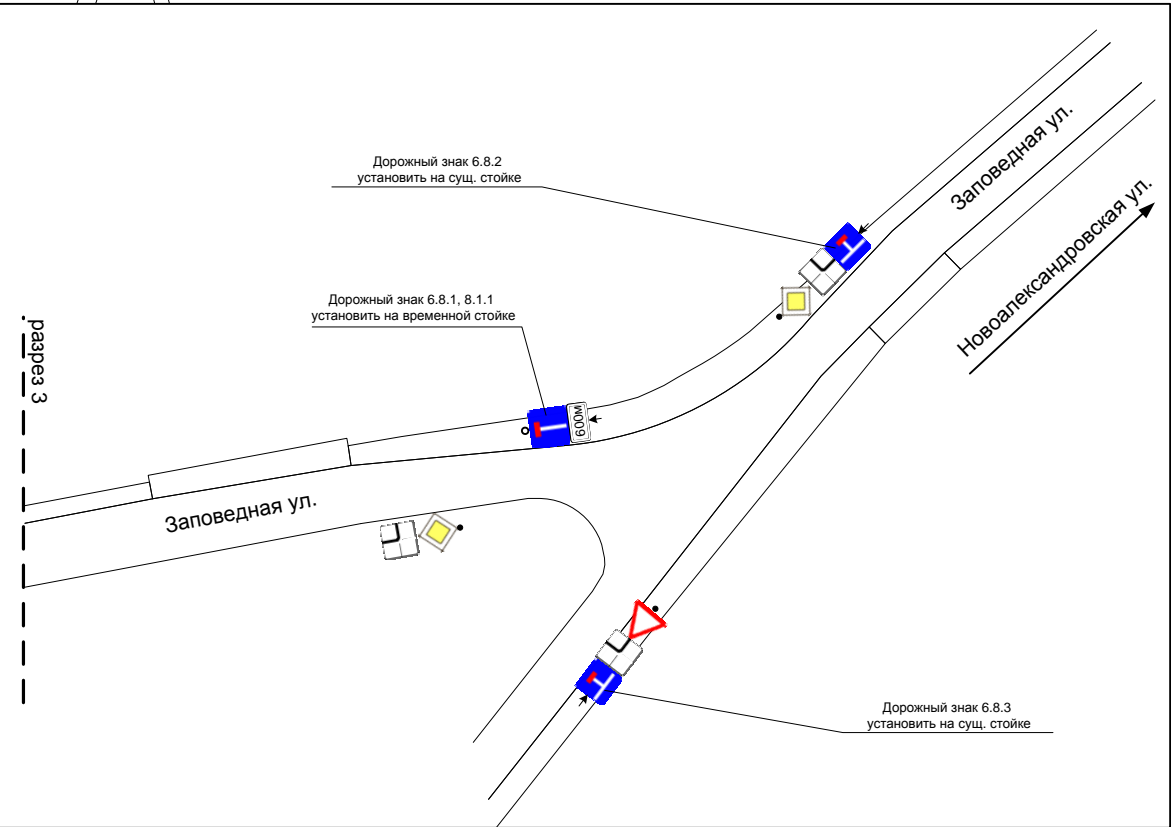 Заповедная ул.
Дорожный знак 6.8.2
установить на сущ. стойке
Новоалександровская ул.
Дорожный знак 6.8.1, 8.1.1
установить на временной стойке
разрез 3
600м
Заповедная ул.
Дорожный знак 6.8.3
установить на сущ. стойке